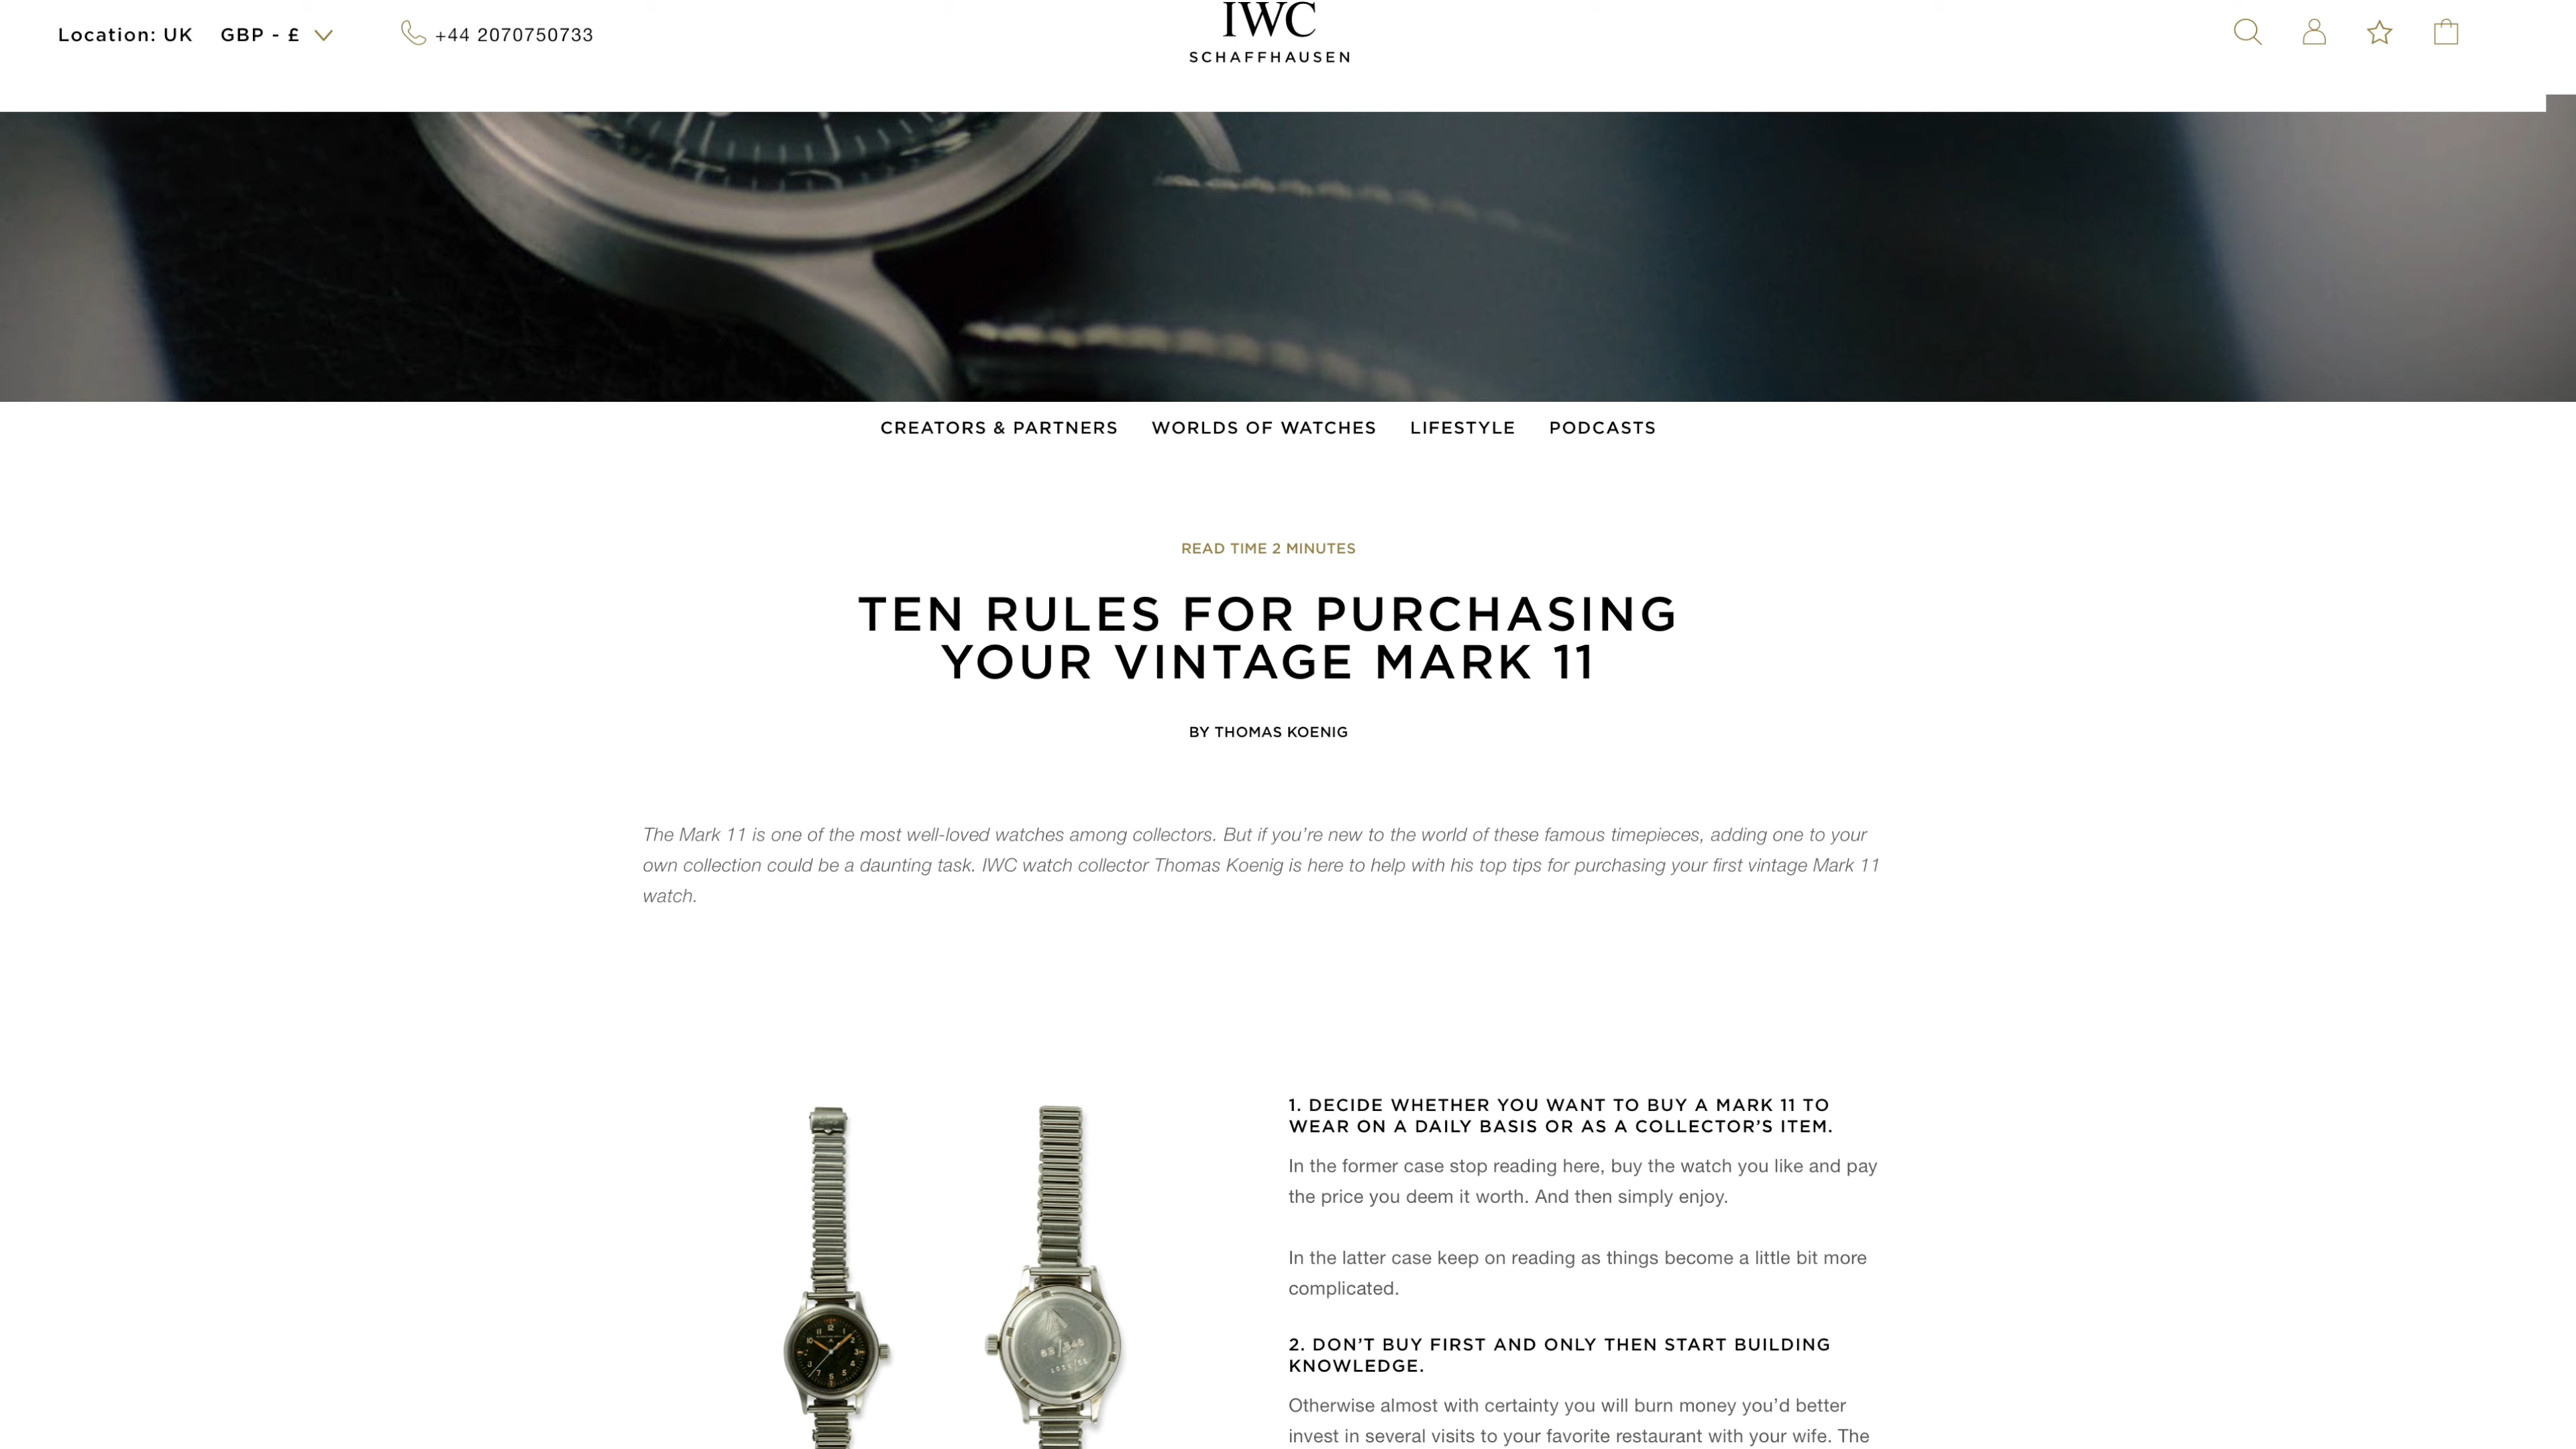 Location: UK GBP - £ +44 2070750733
IWC
SCHAFFHAUSEN
CREATORS & PARTNERS WORLDS OF WATCHES LIFESTYLE PODCASTS
READ TIME 2 MINUTES
TEN RULES FOR PURCHASING
YOUR VINTAGE MARK 11
BY THOMAS KOENIG
The Mark 11 is one of the most well-loved watches among collectors. But if you’re new to the world of these famous timepieces, adding one to your
own collection could be a daunting task. IWC watch collector Thomas Koenig is here to help with his top tips for purchasing your first vintage Mark 11
watch.
1. DECIDE WHETHER YOU WANT TO BUY A MARK 11 TO
WEAR ON A DAILY BASIS OR AS A COLLECTOR’S ITEM.
In the former case stop reading here, buy the watch you like and pay
the price you deem it worth. And then simply enjoy.
In the latter case keep on reading as things become a little bit more
complicated.
2. DON’T BUY FIRST AND ONLY THEN START BUILDING
KNOWLEDGE.
Otherwise almost with certainty you will burn money you’d better
invest in several visits to your favorite restaurant with your wife. The